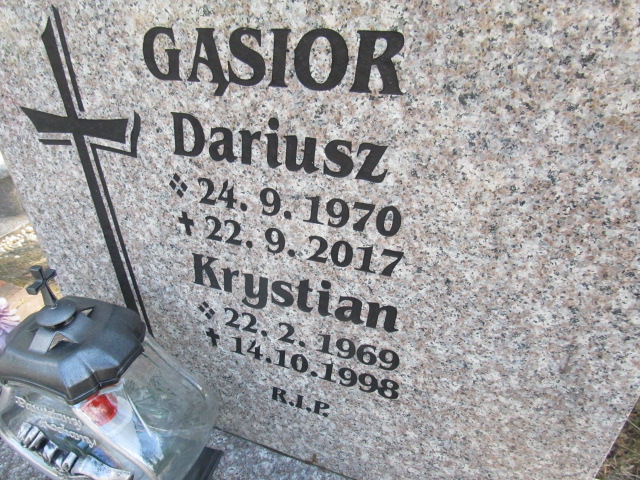 GĄSIOR
Dariusz
24. 9. 1970
✝ 22. 9. 2017
Krystian
22. 2. 1969
✝ 14.10.1998
R.I.P.